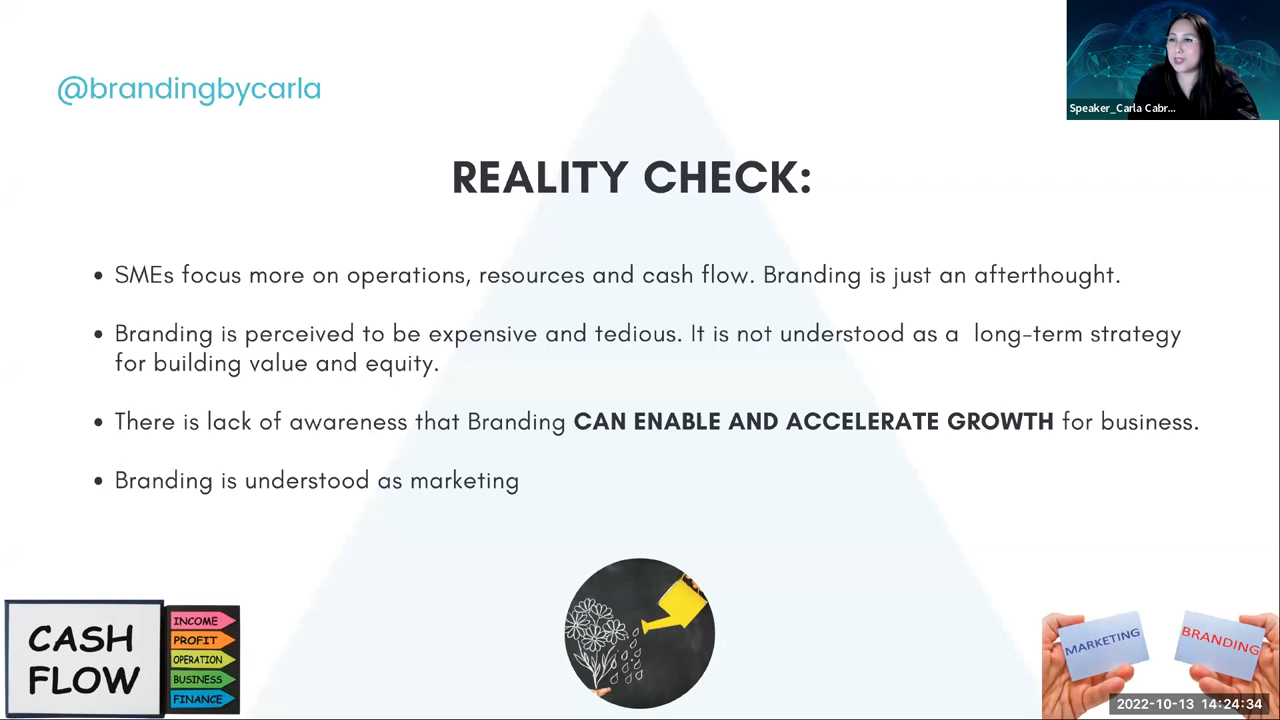 @brandingbycarla
Speaker_Carla Cabr...
REALITY CHECK:
• SMEs focus more on operations, resources and cash flow. Branding is just an afterthought.
• Branding is perceived to be expensive and tedious. It is not understood as a  long-term strategy
for building value and equity.
• There is lack of awareness that Branding CAN ENABLE AND ACCELERATE GROWTH for business.
• Branding is understood as marketing
CASH
FLOW
INCOME
PROFIT
OPERATION
BUSINESS
FINANCE
MARKETING
BRANDING
2022-10-13 14:24:34